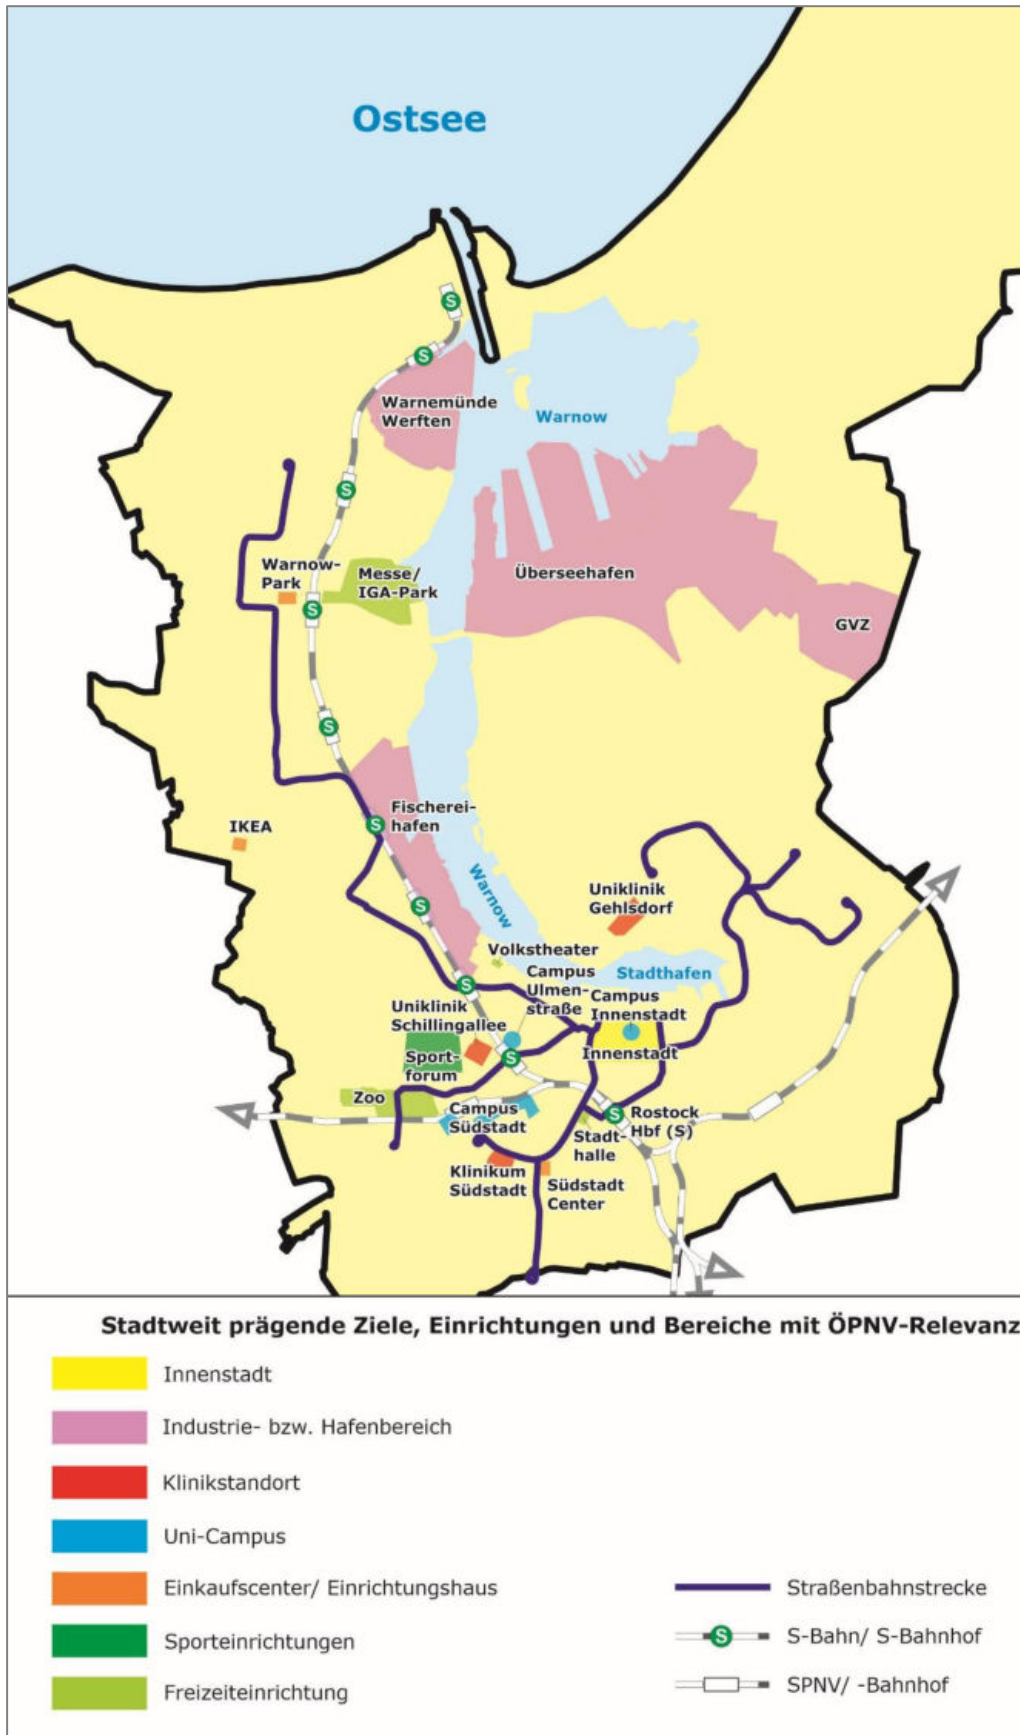 Ostsee
S
S
Warnemünde
Werften
Warnow
S
Warnow-
Park
Messe/
IGA-Park
Überseehafen
S
GVZ
S
Fischerei-
hafen
S
IKEA
Warnow
Uniklinik
Gehlsdorf
S
Volkstheater
Campus
Ulmen-
straße
Stadthafen
S
Uniklinik
Schillingallee
Campus
Innenstadt
Innenstadt
Sport-
forum
S
Zoo
Campus
Südstadt
S
Rostock
Hbf (S)
Stadt-
halle
Klinikum
Südstadt
Südstadt
Center
Stadtweit prägende Ziele, Einrichtungen und Bereiche mit ÖPNV-Relevanz
Innenstadt
Industrie- bzw. Hafenbereich
Klinikstandort
Uni-Campus
Einkaufscenter/ Einrichtungshaus
Sporteinrichtungen
Freizeiteinrichtung
Straßenbahnstrecke
S
S-Bahn/ S-Bahnhof
SPNV/ -Bahnhof